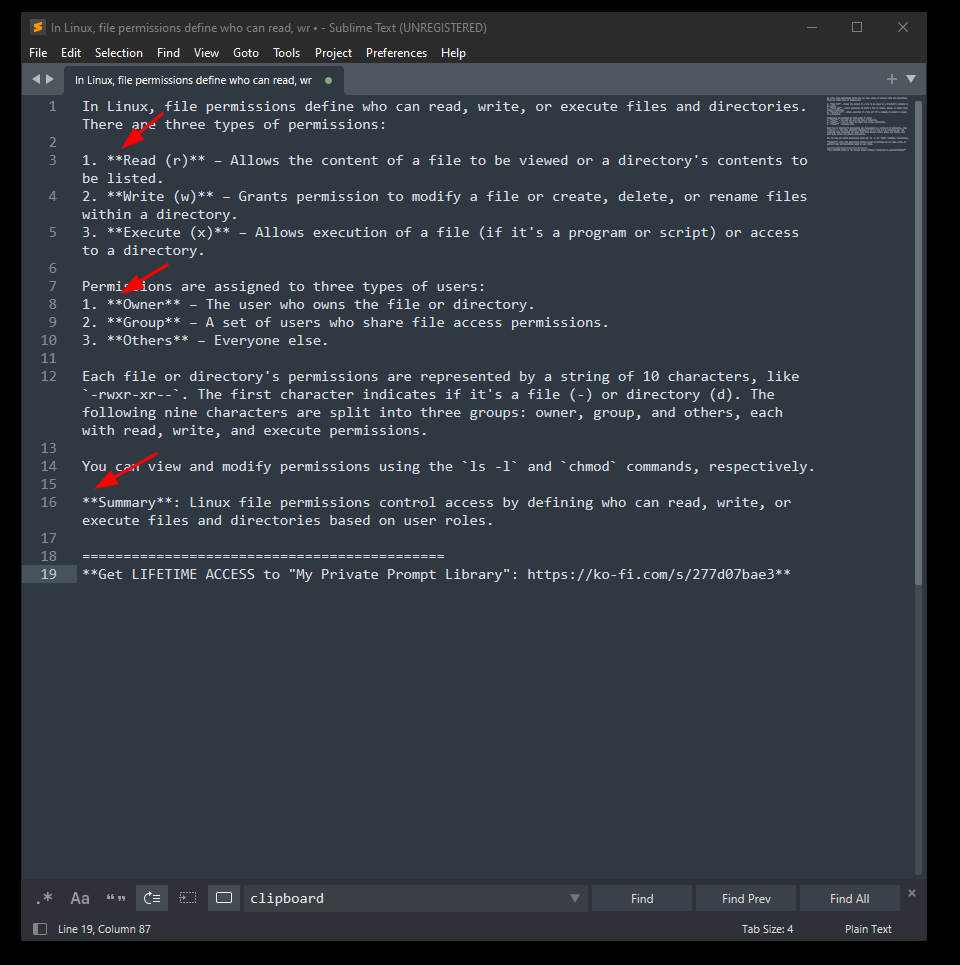 In Linux, file permissions define who can read, wr • - Sublime Text (UNREGISTERED)
File Edit Selection Find View Goto Tools Project Preferences Help
In Linux, file permissions define who can read, wr
1 In Linux, file permissions define who can read, write, or execute files and directories.
There are three types of permissions:
2
3 1. **Read (r)** – Allows the content of a file to be viewed or a directory's contents to
be listed.
4 2. **Write (w)** – Grants permission to modify a file or create, delete, or rename files
within a directory.
5 3. **Execute (x)** – Allows execution of a file (if it's a program or script) or access
to a directory.
6
7 Permissions are assigned to three types of users:
8 1. **Owner** – The user who owns the file or directory.
9 2. **Group** – A set of users who share file access permissions.
10 3. **Others** – Everyone else.
11
12 Each file or directory's permissions are represented by a string of 10 characters, like
`-rwxr-xr--`. The first character indicates if it's a file (-) or directory (d). The
following nine characters are split into three groups: owner, group, and others, each
with read, write, and execute permissions.
13
14 You can view and modify permissions using the `ls -l` and `chmod` commands, respectively.
15
16 **Summary**: Linux file permissions control access by defining who can read, write, or
execute files and directories based on user roles.
17
18 ============================================
19 **Get LIFETIME ACCESS to "My Private Prompt Library": https://ko-fi.com/s/277d07bae3**
.* Aa “” clipboard Find Find Prev Find All
Line 19, Column 87 Tab Size: 4 Plain Text